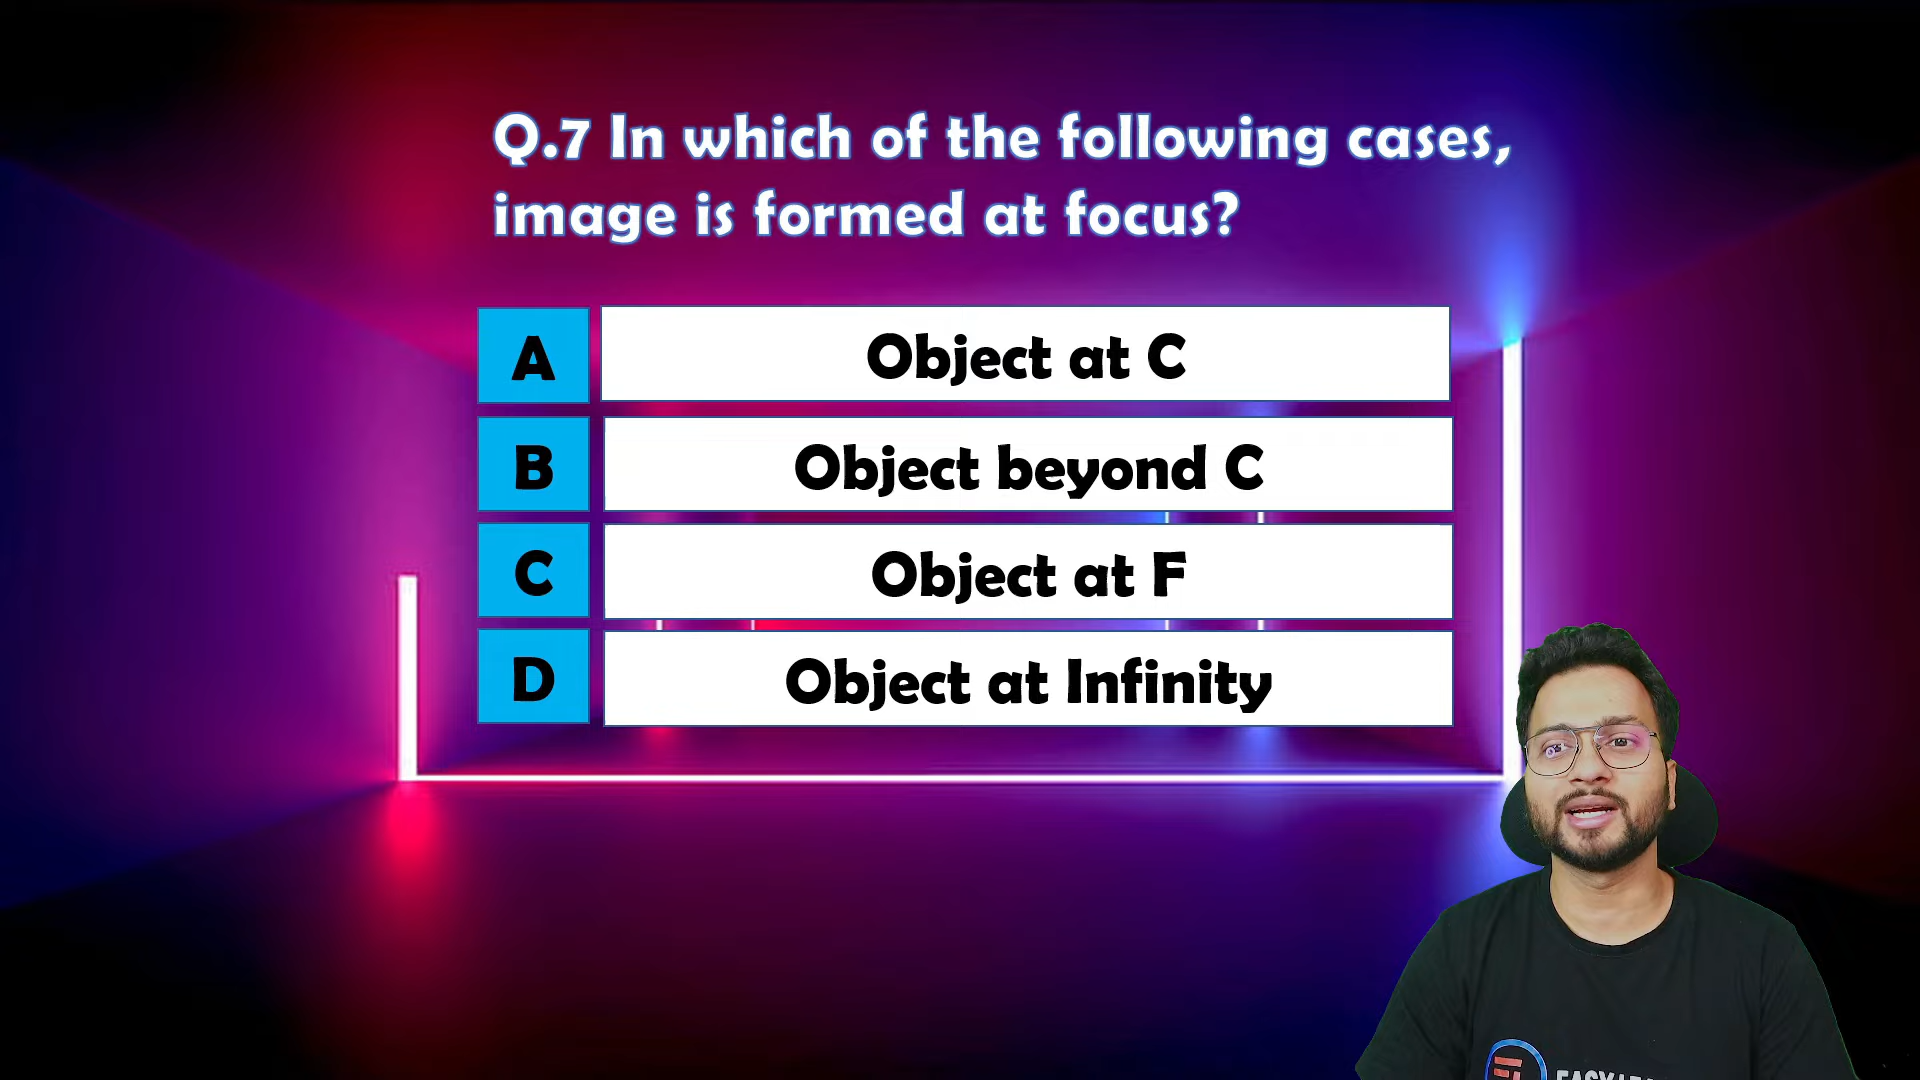 Q.7 In which of the following cases,
image is formed at focus?
A Object at C
B Object beyond C
C Object at F
D Object at Infinity